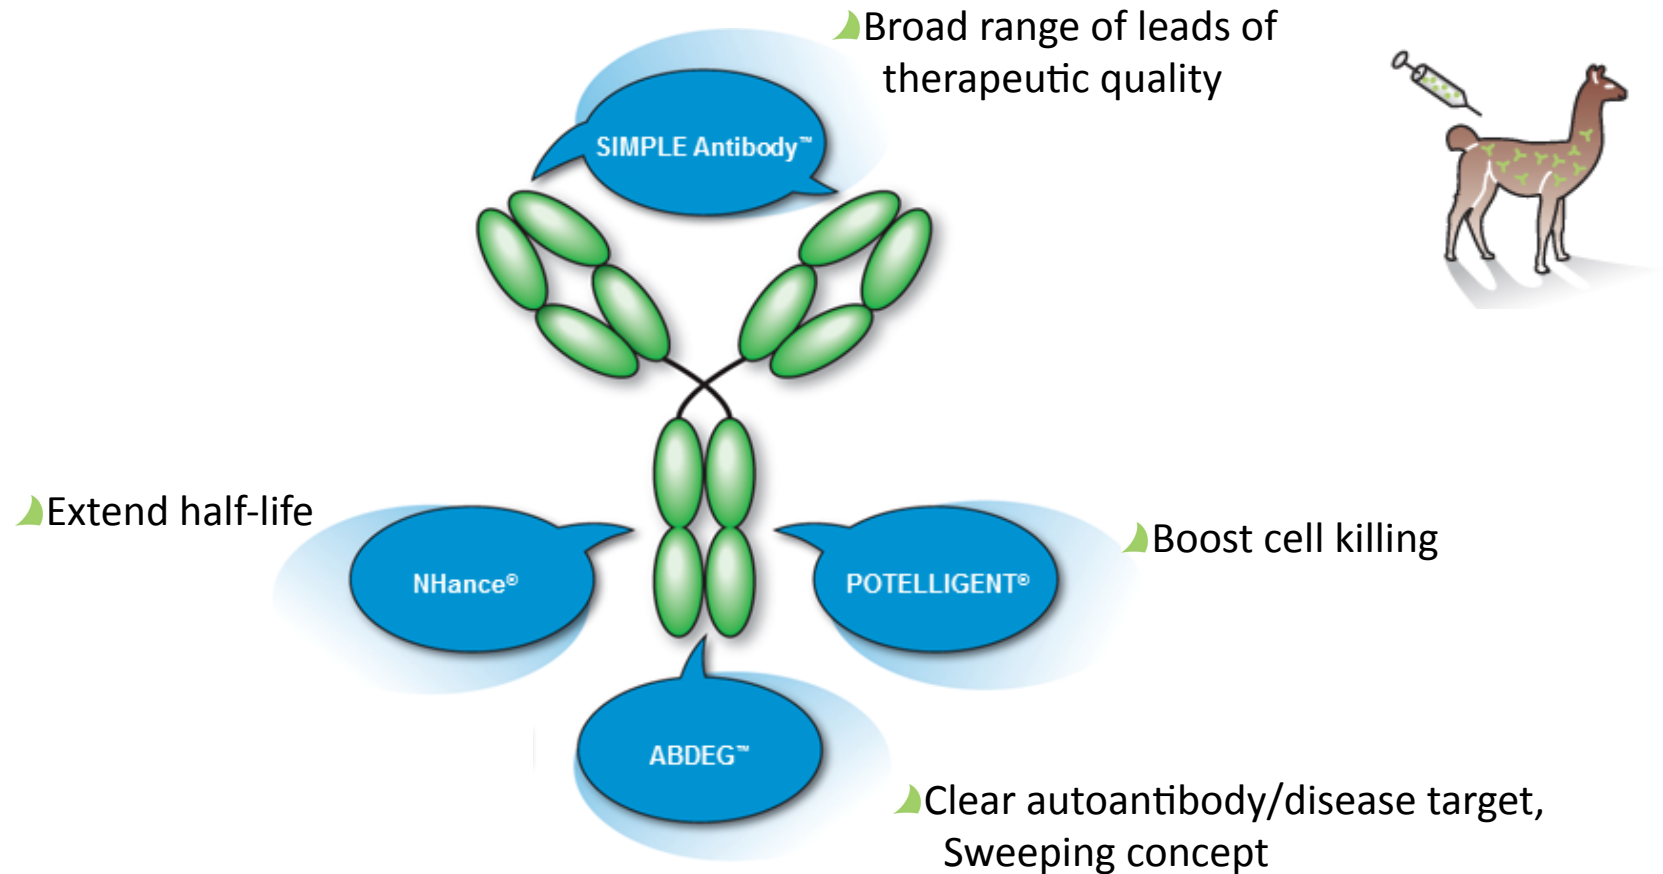 Broad range of leads of
therapeutic quality
SIMPLE Antibody™
Extend half-life
NHance®
POTELLIGENT®
Boost cell killing
ABDEG™
Clear autoantibody/disease target,
Sweeping concept